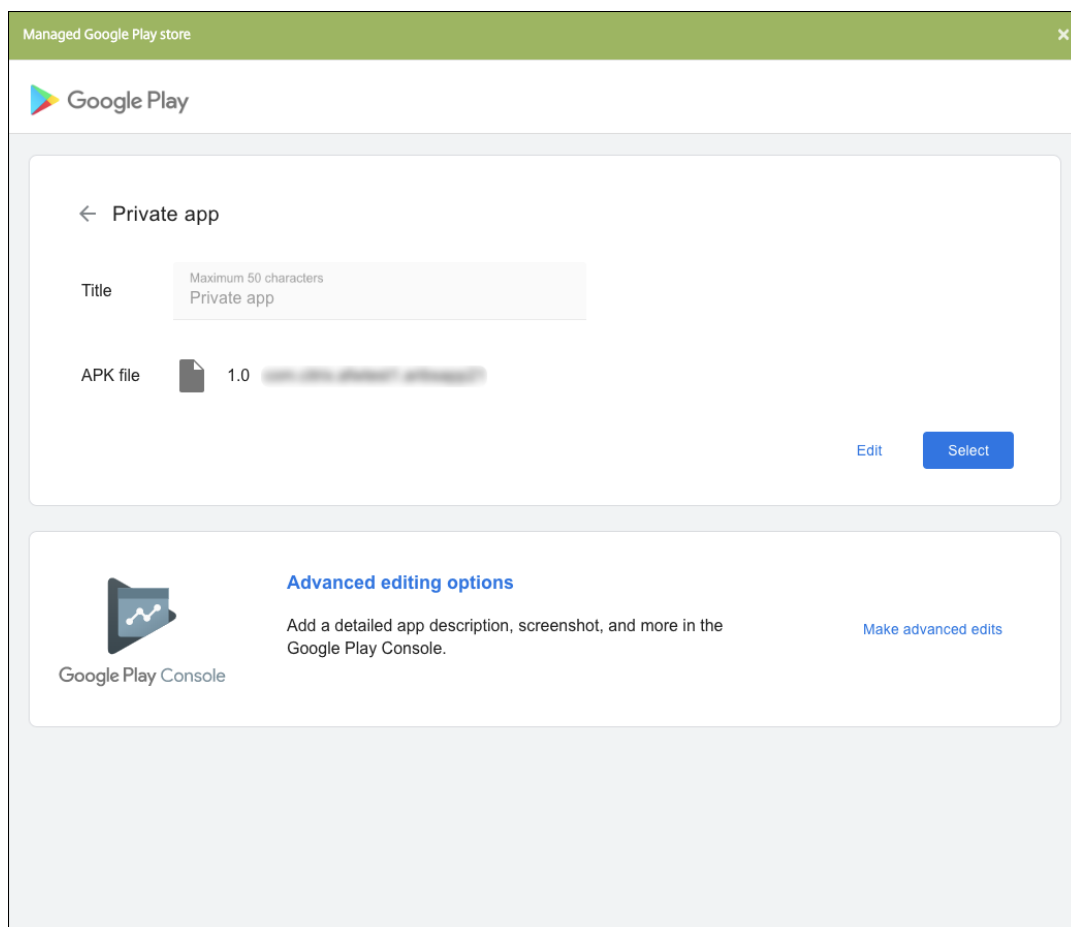 Managed Google Play store
×
Google Play
Private app
Title
Maximum 50 characters
Private app
APK file
1.0
Edit
Select
Advanced editing options
Add a detailed app description, screenshot, and more in the
Google Play Console.
Make advanced edits
Google Play Console